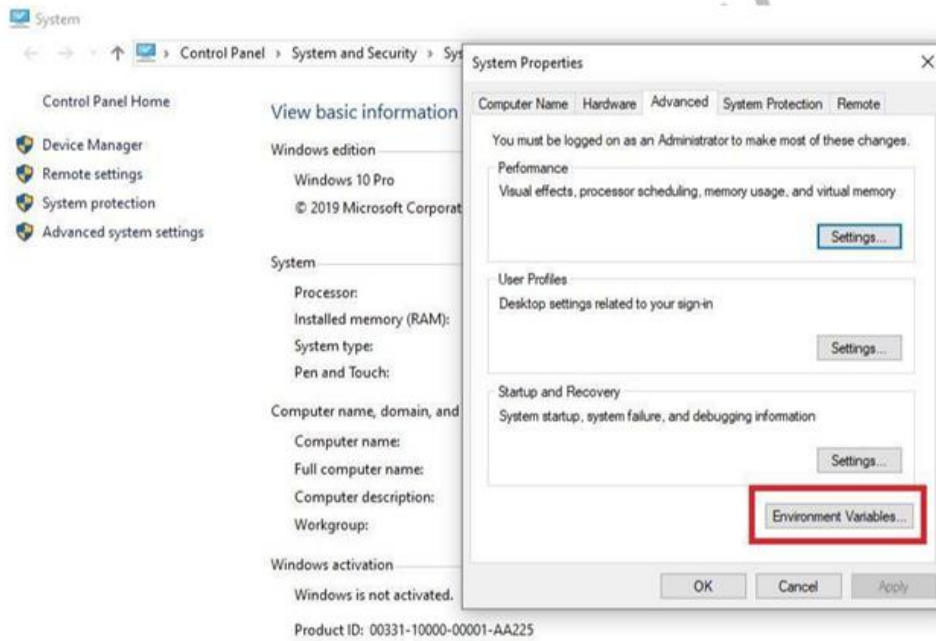 System
Control Panel › System and Security › Sys
Control Panel Home
Device Manager
Remote settings
System protection
Advanced system settings
View basic information
Windows edition
Windows 10 Pro
© 2019 Microsoft Corporat
System
Processor:
Installed memory (RAM):
System type:
Pen and Touch:
Computer name, domain, and
Computer name:
Full computer name:
Computer description:
Workgroup:
Windows activation
Windows is not activated.
Product ID: 00331-10000-00001-AA225
System Properties
Computer Name Hardware Advanced System Protection Remote
You must be logged on as an Administrator to make most of these changes.
Performance
Visual effects, processor scheduling, memory usage, and virtual memory
Settings...
User Profiles
Desktop settings related to your sign-in
Settings...
Startup and Recovery
System startup, system failure, and debugging information
Settings...
Environment Variables...
OK Cancel Apply